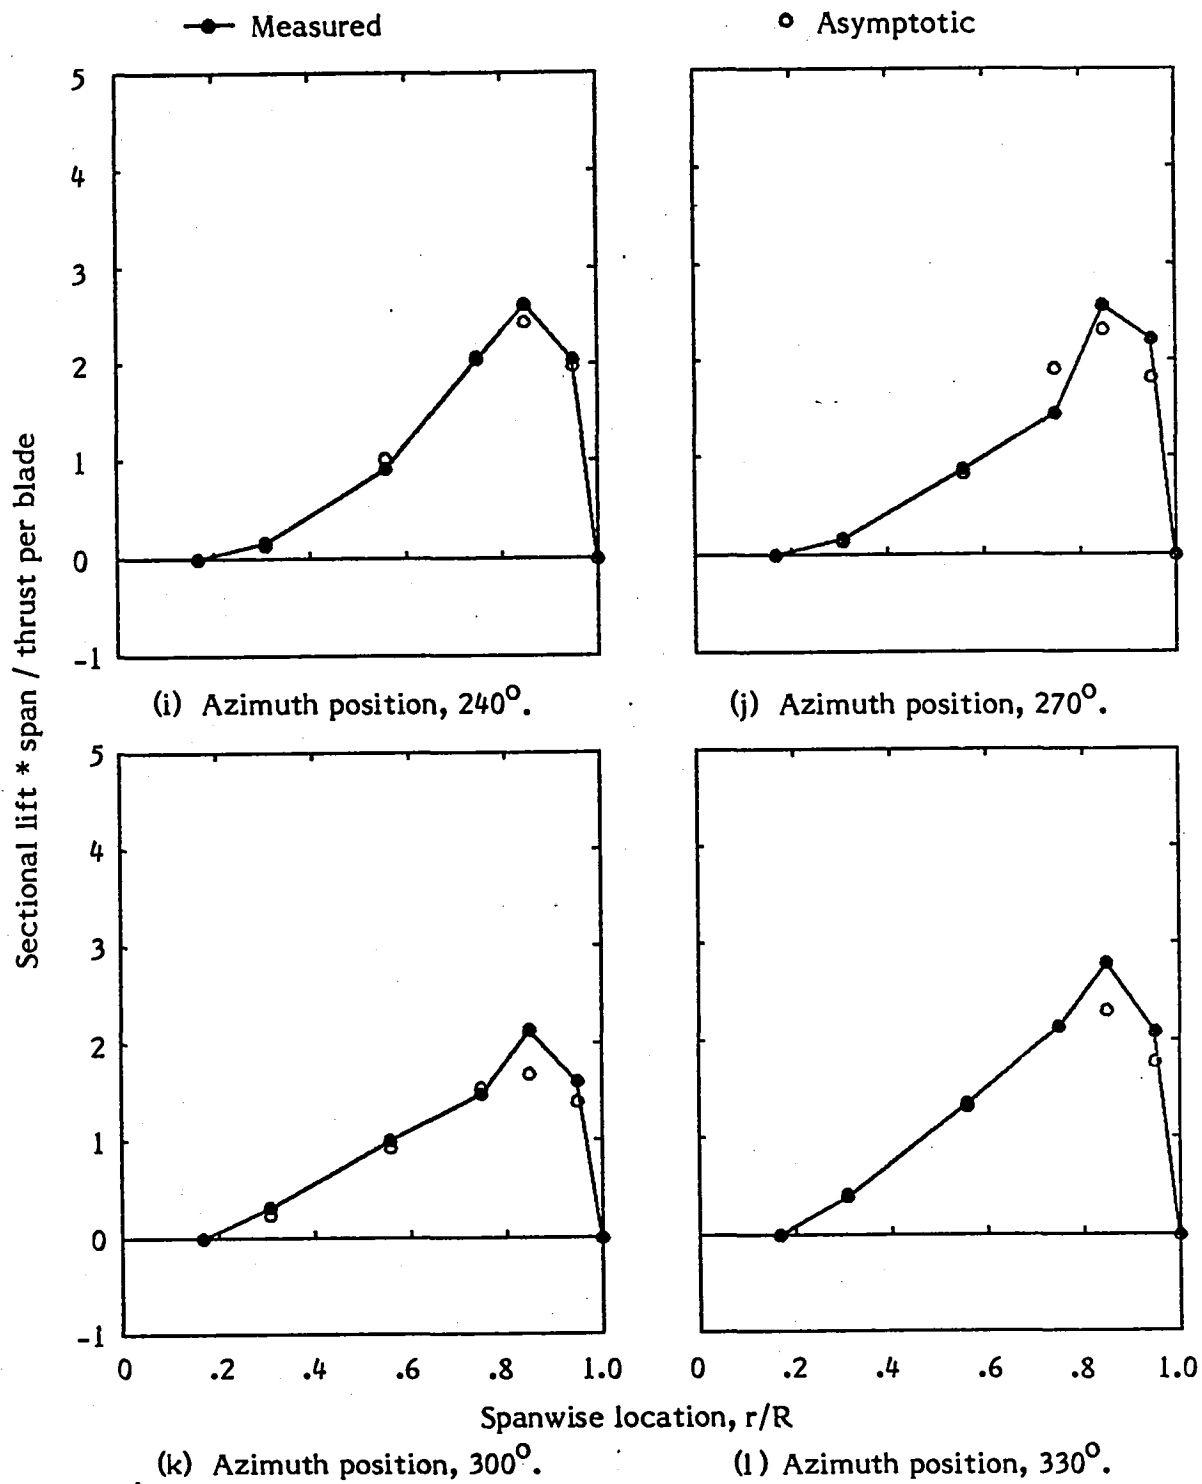 Measured
Asymptotic
5
4
3
2
1
0
-1
(i) Azimuth position, 240°.
(j) Azimuth position, 270°.
Sectional lift * span / thrust per blade
5
4
3
2
1
0
-1
0 .2 .4 .6 .8 1.0
0 .2 .4 .6 .8 1.0
Spanwise location, r/R
(k) Azimuth position, 300°.
(l) Azimuth position, 330°.